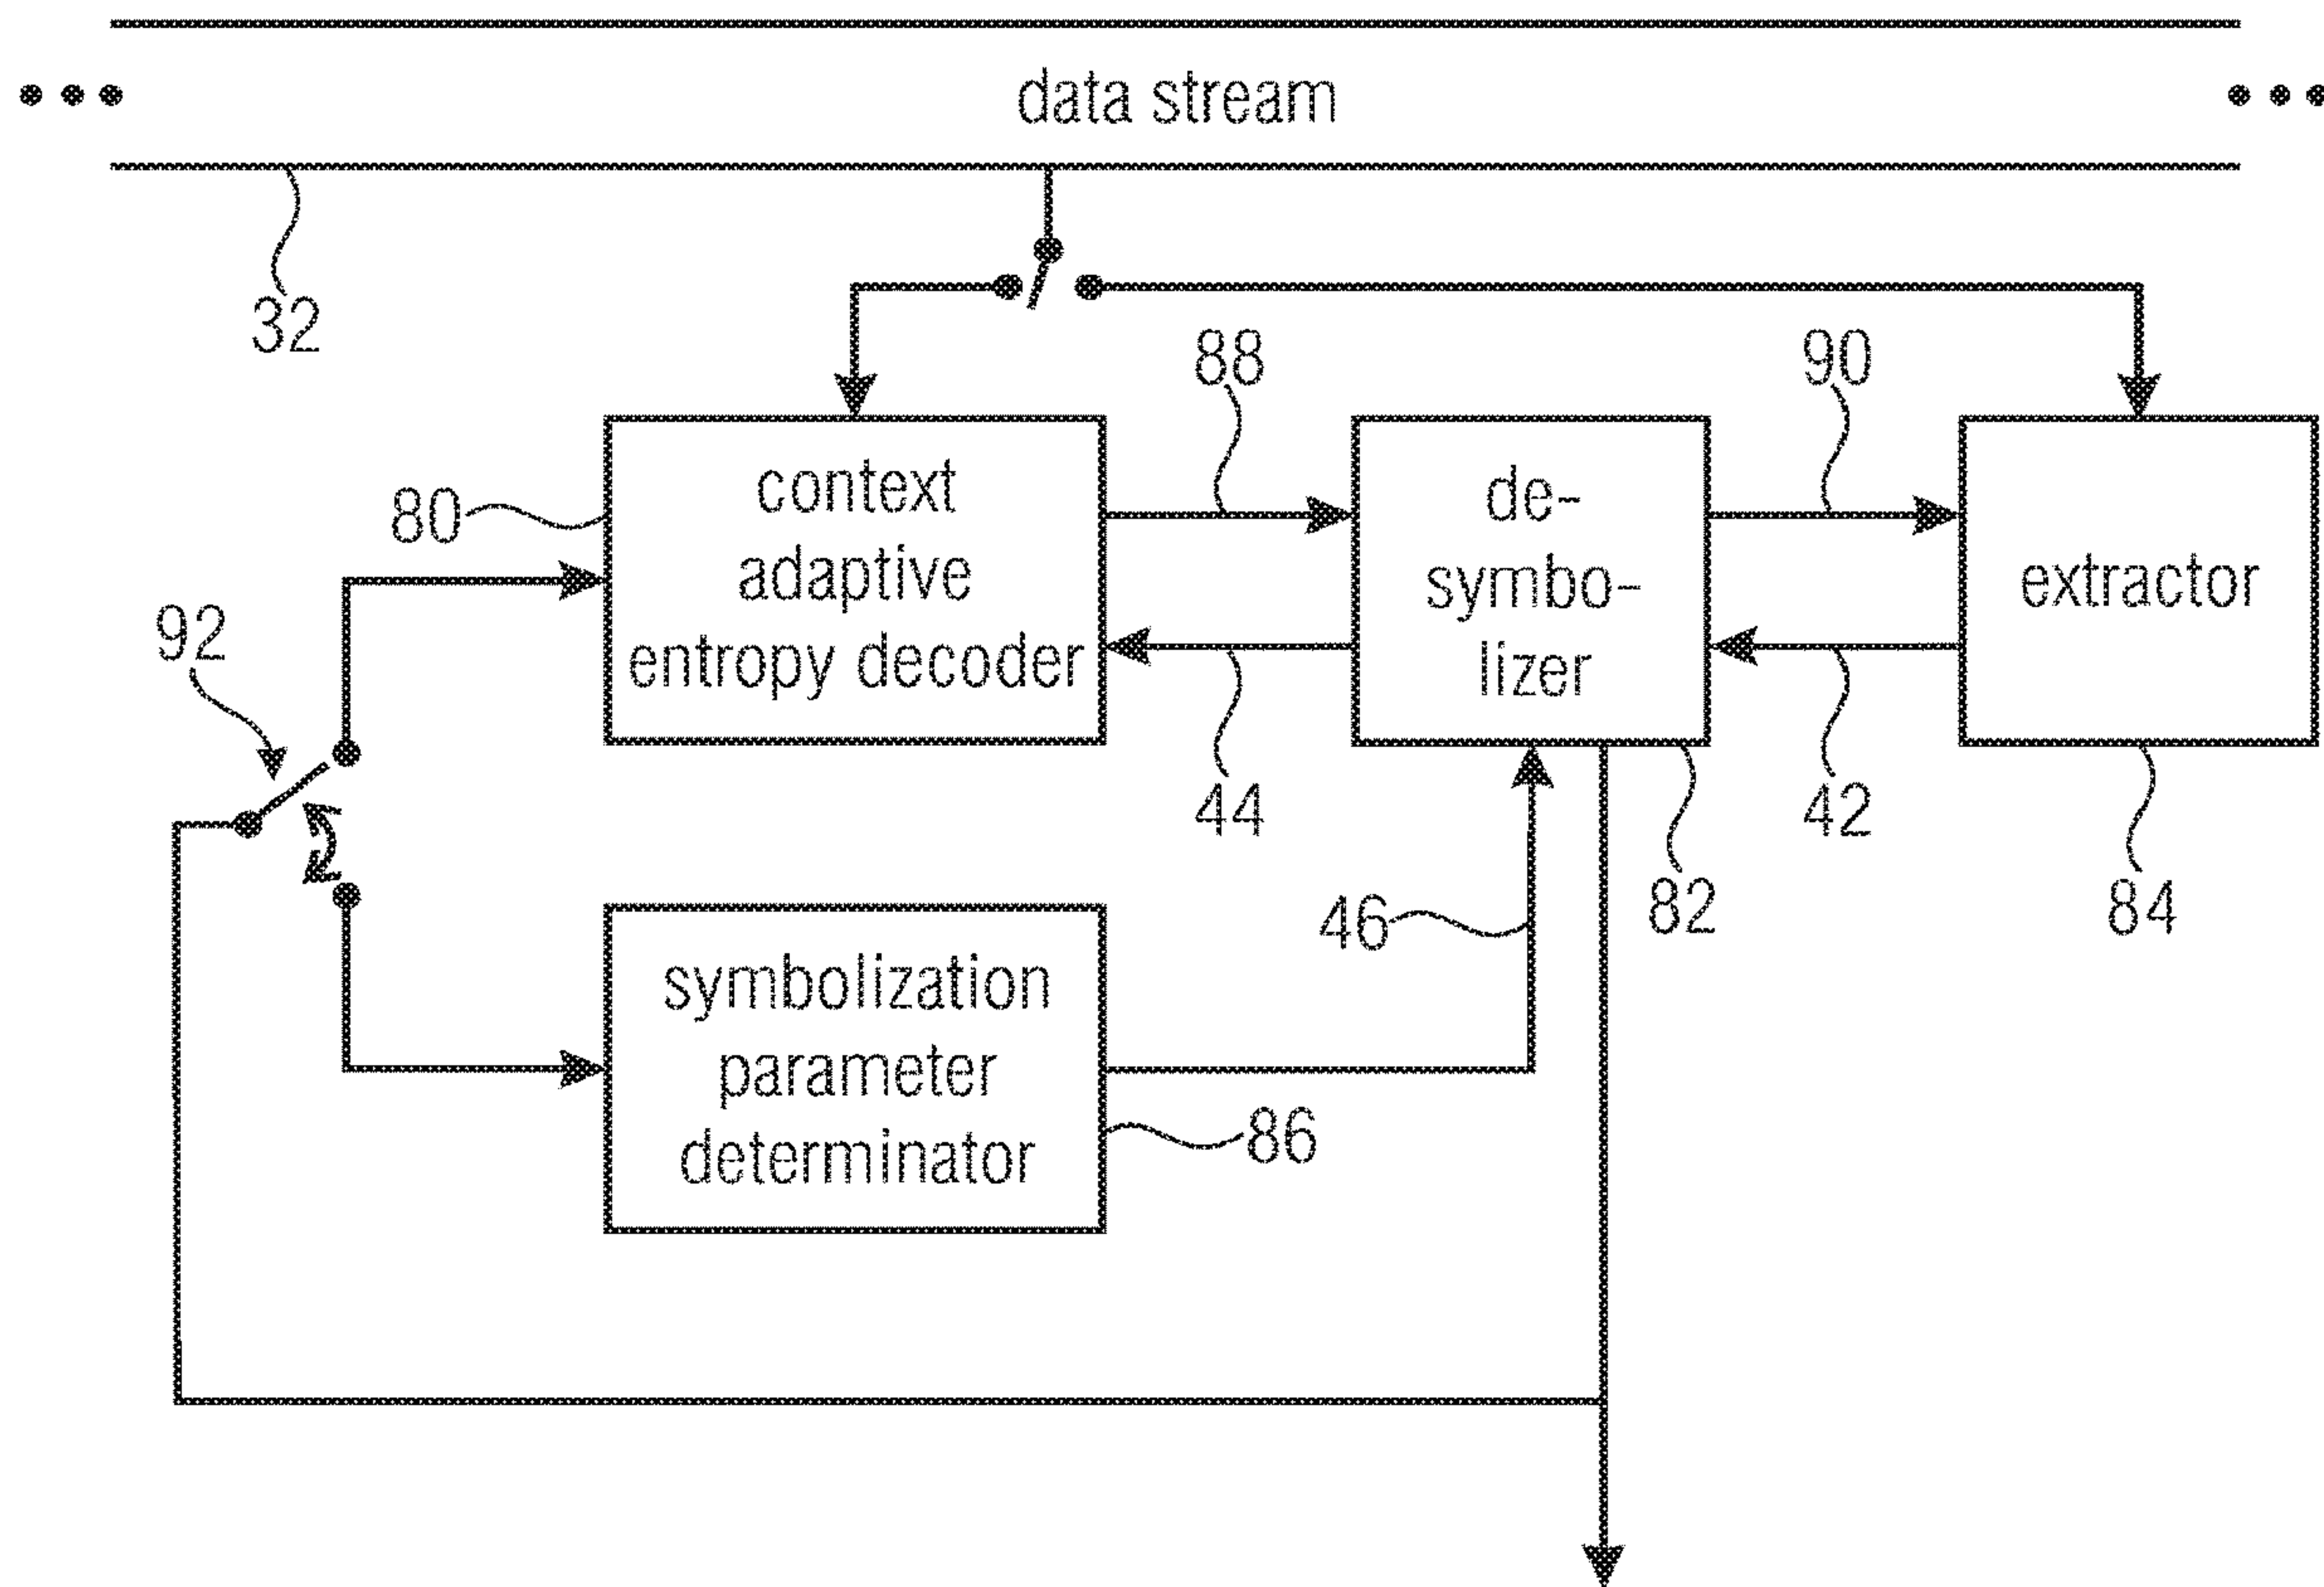 data stream
32
88
90
80
context
adaptive
entropy decoder
de-
symbo-
lizer
extractor
92
44
42
46
82
84
symbolization
parameter
determinator
86